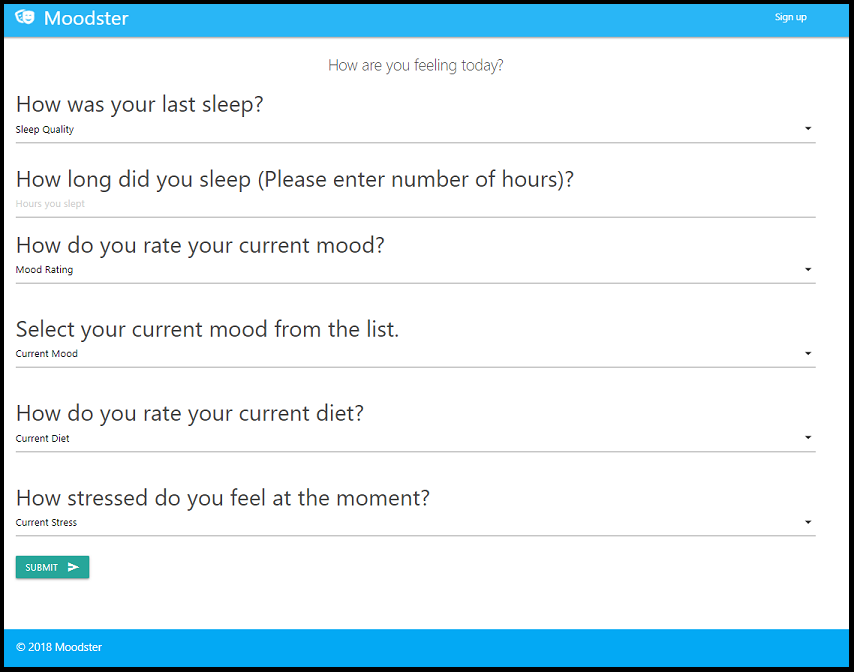 Moodster
Sign up
How are you feeling today?
How was your last sleep?
Sleep Quality
How long did you sleep (Please enter number of hours)?
Hours you slept
How do you rate your current mood?
Mood Rating
Select your current mood from the list.
Current Mood
How do you rate your current diet?
Current Diet
How stressed do you feel at the moment?
Current Stress
SUBMIT
© 2018 Moodster